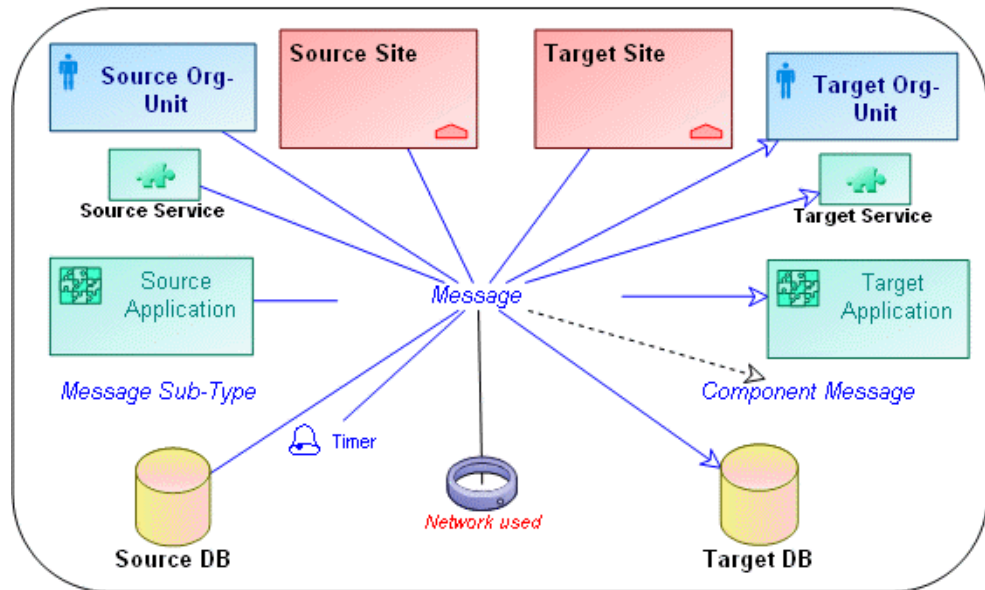 Source Org-
Unit
Source Site
Target Site
Target Org-
Unit
Source Service
Target Service
Source
Application
Message
Target
Application
Message Sub-Type
Component Message
Timer
Network used
Source DB
Target DB